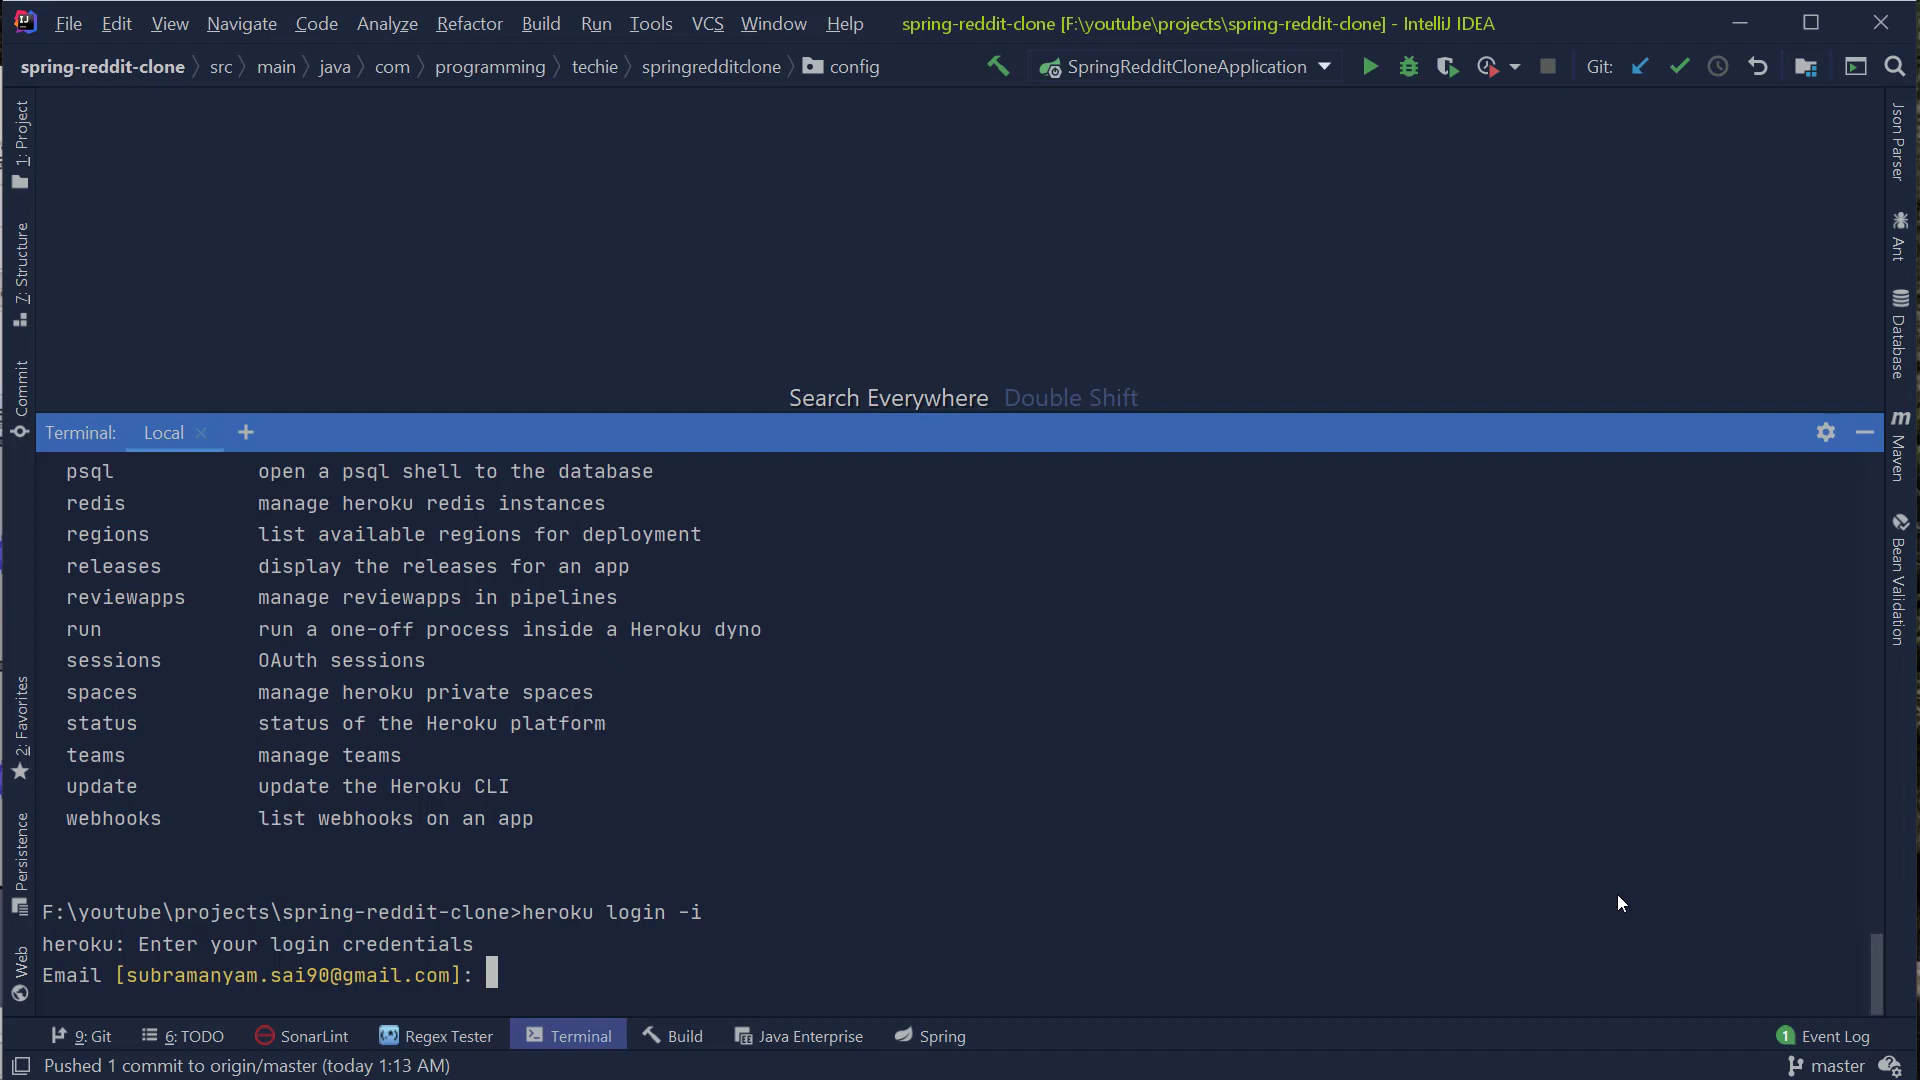 File Edit View Navigate Code Analyze Refactor Build Run Tools VCS Window Help spring-reddit-clone [F:\youtube\projects\spring-reddit-clone] - IntelliJ IDEA
spring-reddit-clone src main java com programming techie springredditclone config SpringRedditCloneApplication Git:
1: Project
7: Structure
Commit
2: Favorites
Persistence
Web
Json Parser
Ant
Database
Maven
Bean Validation
Search Everywhere Double Shift
Terminal: Local
psql open a psql shell to the database
redis manage heroku redis instances
regions list available regions for deployment
releases display the releases for an app
reviewapps manage reviewapps in pipelines
run run a one-off process inside a Heroku dyno
sessions OAuth sessions
spaces manage heroku private spaces
status status of the Heroku platform
teams manage teams
update update the Heroku CLI
webhooks list webhooks on an app
F:\youtube\projects\spring-reddit-clone>heroku login -i
heroku: Enter your login credentials
Email [subramanyam.sai90@gmail.com]:
9: Git 6: TODO SonarLint Regex Tester Terminal Build Java Enterprise Spring 1 Event Log
Pushed 1 commit to origin/master (today 1:13 AM) master